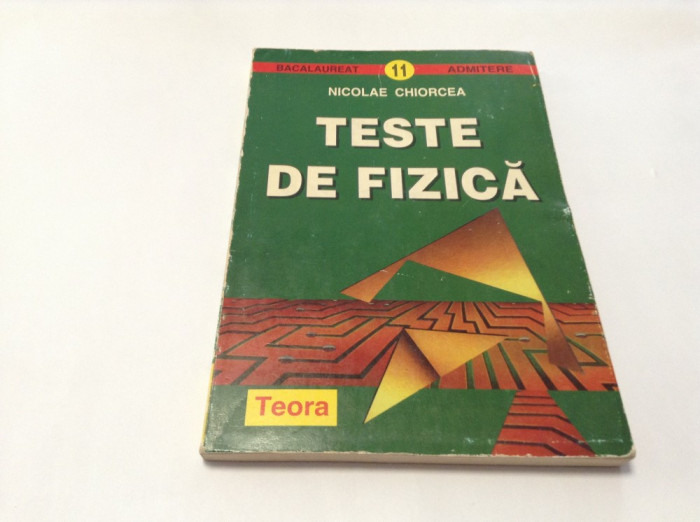 BACALAUREAT 11 ADMITERE
NICOLAE CHIORCEA
TESTE
DE FIZICĂ
Teora